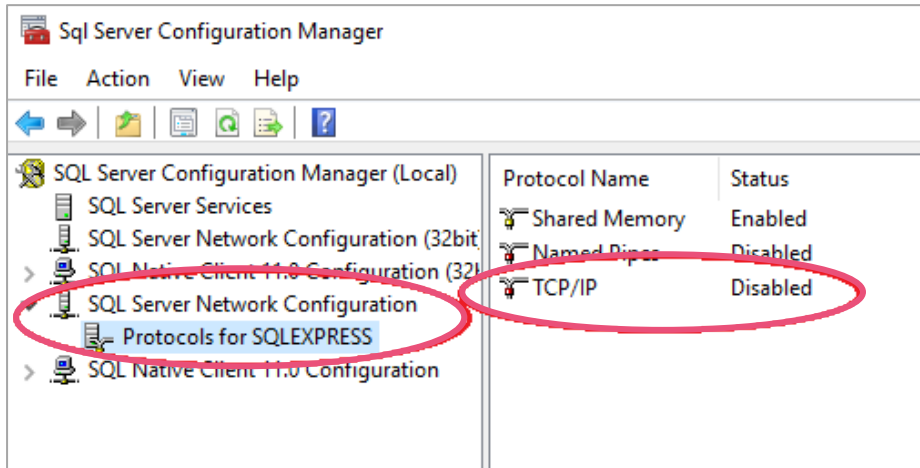 Sql Server Configuration Manager
File Action View Help
SQL Server Configuration Manager (Local)
SQL Server Services
SQL Server Network Configuration (32bit
SQL Native Client 11.0 Configuration (32
SQL Server Network Configuration
Protocols for SQLEXPRESS
SQL Native Client 11.0 Configuration
Protocol Name Status
Shared Memory Enabled
Named Pipes Disabled
TCP/IP Disabled